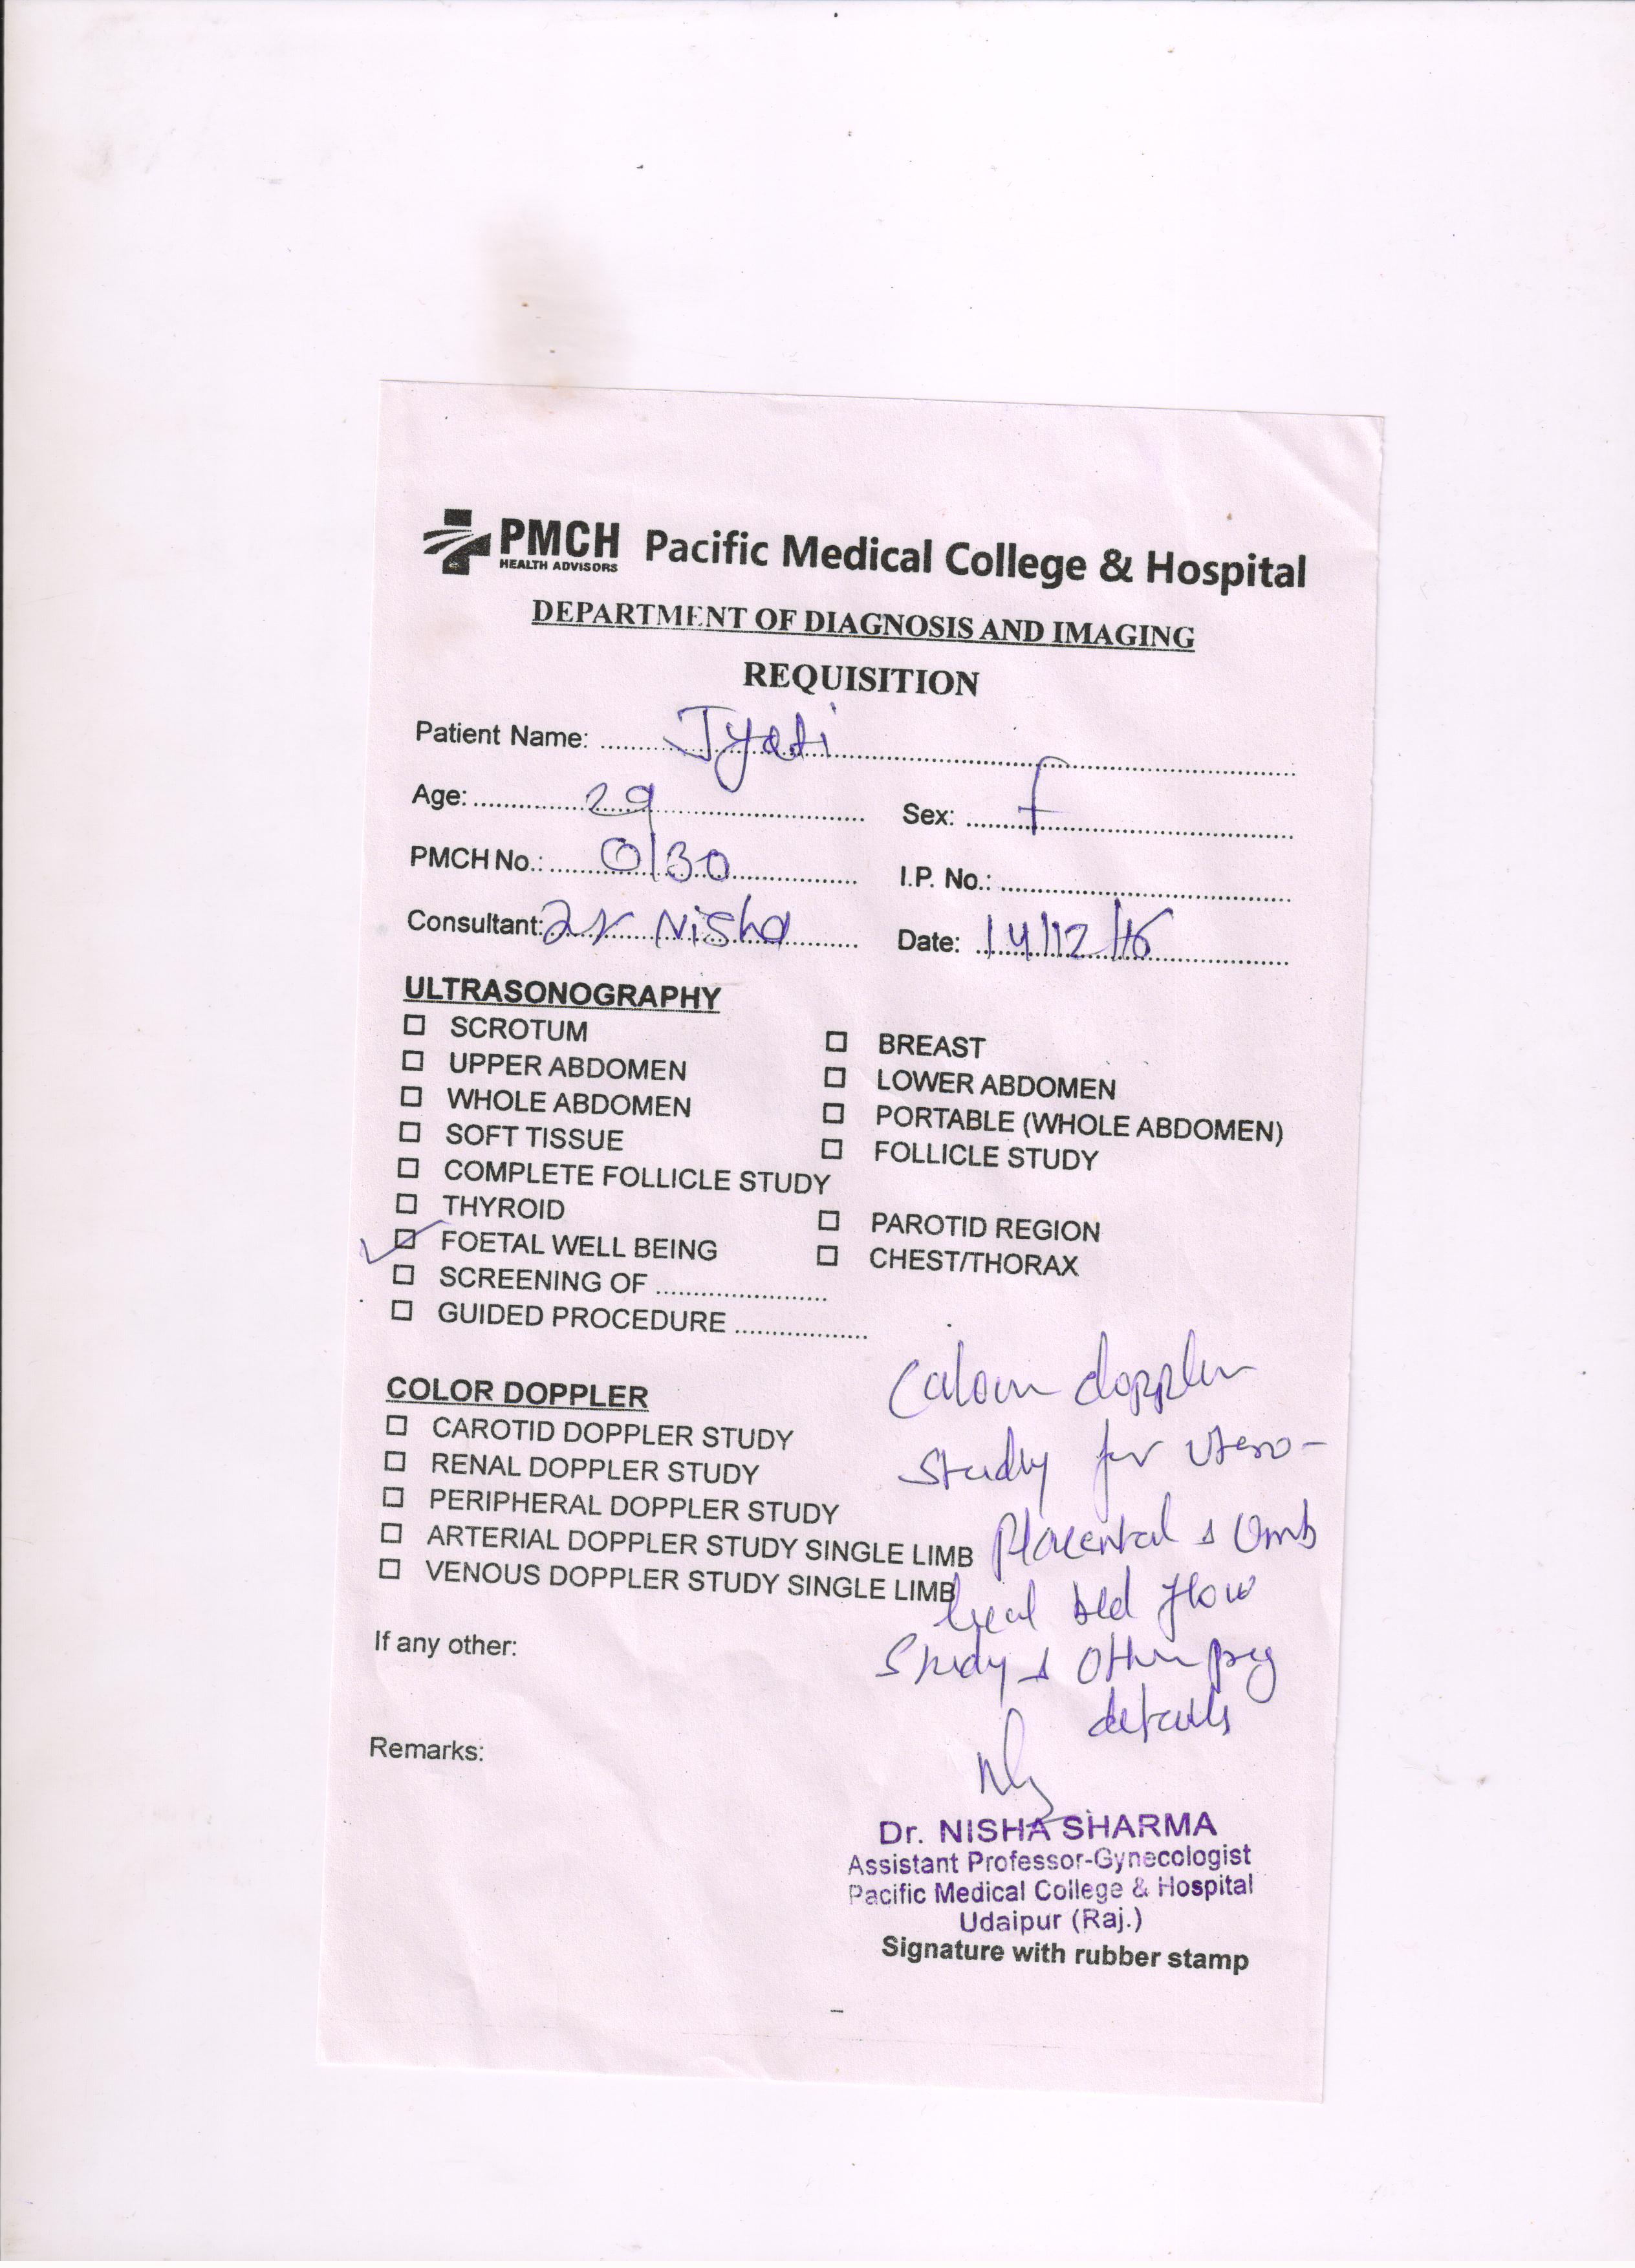 PMCH Pacific Medical College & Hospital
HEALTH ADVISORS
DEPARTMENT OF DIAGNOSIS AND IMAGING
REQUISITION
Patient Name: Jyoti
Age: 29 Sex: f
PMCH No.: 0/30 I.P. No.:
Consultant: Dr Nisha Date: 14/12/16
ULTRASONOGRAPHY
SCROTUM BREAST
UPPER ABDOMEN LOWER ABDOMEN
WHOLE ABDOMEN PORTABLE (WHOLE ABDOMEN)
SOFT TISSUE FOLLICLE STUDY
COMPLETE FOLLICLE STUDY
THYROID PAROTID REGION
FOETAL WELL BEING CHEST/THORAX
SCREENING OF
GUIDED PROCEDURE
COLOR DOPPLER
CAROTID DOPPLER STUDY
RENAL DOPPLER STUDY
PERIPHERAL DOPPLER STUDY
ARTERIAL DOPPLER STUDY SINGLE LIMB
VENOUS DOPPLER STUDY SINGLE LIMB
Colour doppler
study for Utero-
Placental & Umb
lical bld flow
Study & other preg
details
If any other:
Remarks:
Dr. NISHA SHARMA
Assistant Professor-Gynecologist
Pacific Medical College & Hospital
Udaipur (Raj.)
Signature with rubber stamp